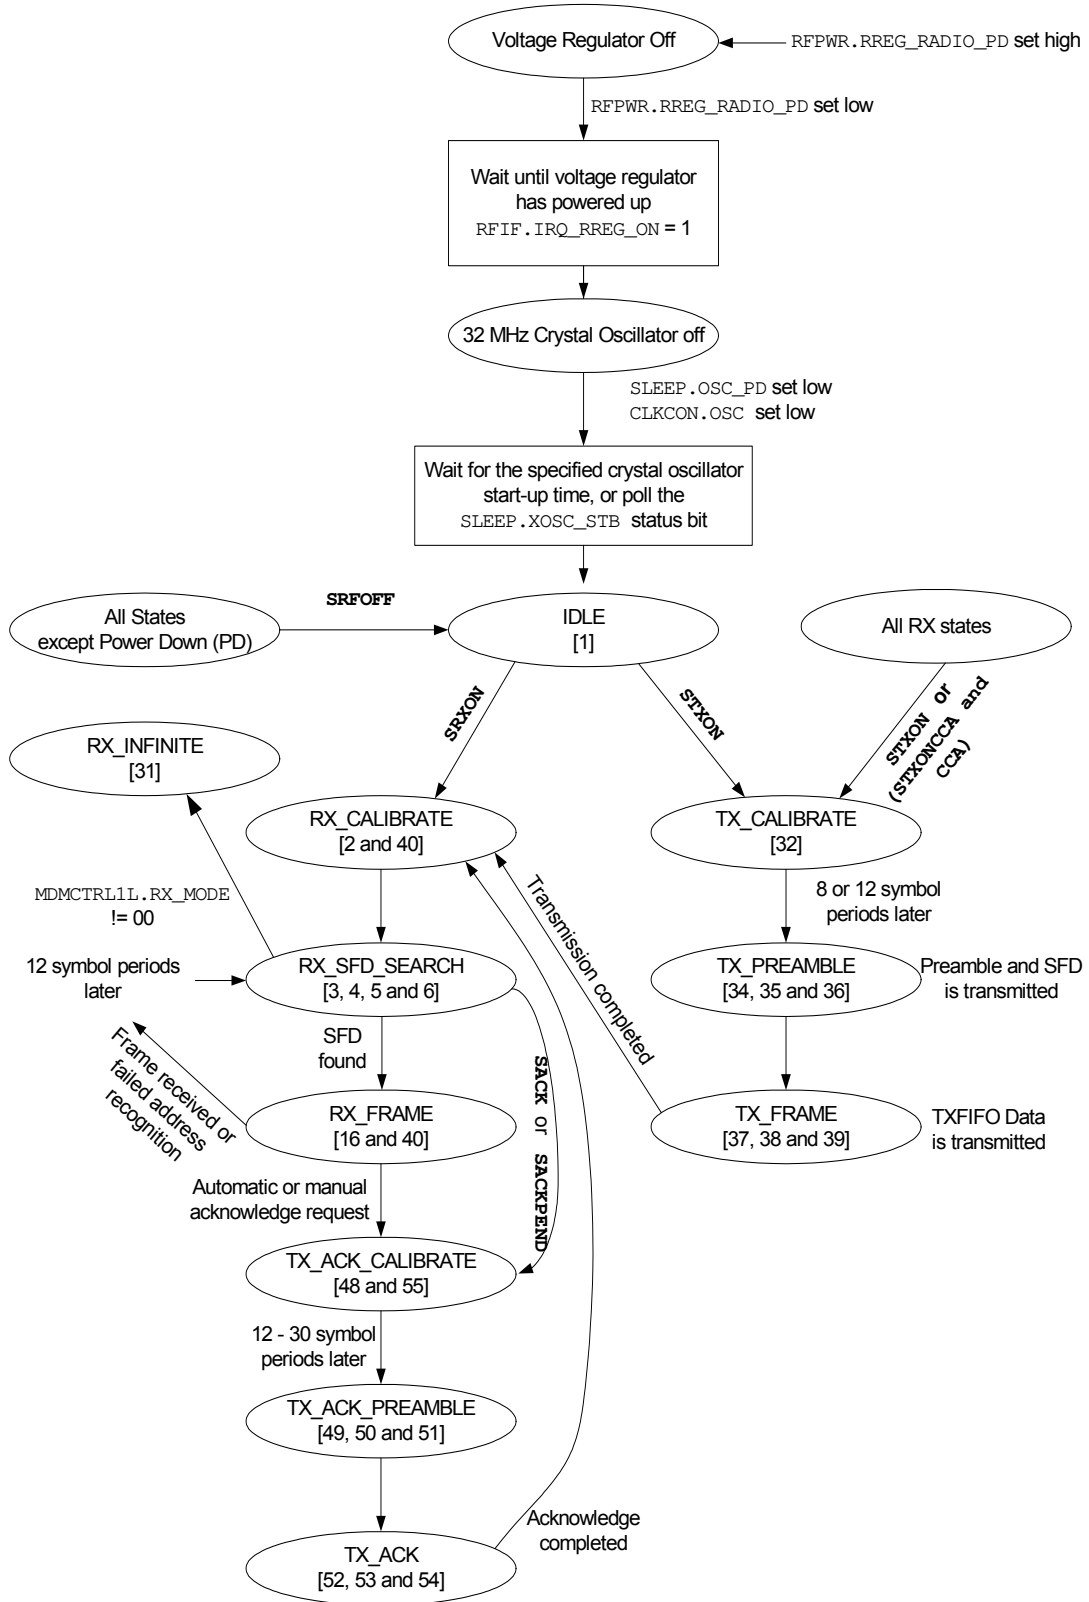 Voltage Regulator Off
RFPWR.RREG_RADIO_PD set high
RFPWR.RREG_RADIO_PD set low
Wait until voltage regulator
has powered up
RFIF.IRQ_RREG_ON = 1
32 MHz Crystal Oscillator off
SLEEP.OSC_PD set low
CLKCON.OSC set low
Wait for the specified crystal oscillator
start-up time, or poll the
SLEEP.XOSC_STB status bit
All States
except Power Down (PD)
SRFOFF
IDLE
[1]
All RX states
SRXON
STXON
STXON or
(STXONCCA and
CCA)
RX_INFINITE
[31]
RX_CALIBRATE
[2 and 40]
TX_CALIBRATE
[32]
MDMCTRL1L.RX_MODE
!= 00
Transmission completed
8 or 12 symbol
periods later
12 symbol periods
later
RX_SFD_SEARCH
[3, 4, 5 and 6]
TX_PREAMBLE
[34, 35 and 36]
Preamble and SFD
is transmitted
SFD
found
Frame received or
failed address
recognition
SACK or SACKPEND
RX_FRAME
[16 and 40]
TX_FRAME
[37, 38 and 39]
TXFIFO Data
is transmitted
Automatic or manual
acknowledge request
TX_ACK_CALIBRATE
[48 and 55]
12 - 30 symbol
periods later
TX_ACK_PREAMBLE
[49, 50 and 51]
Acknowledge
completed
TX_ACK
[52, 53 and 54]